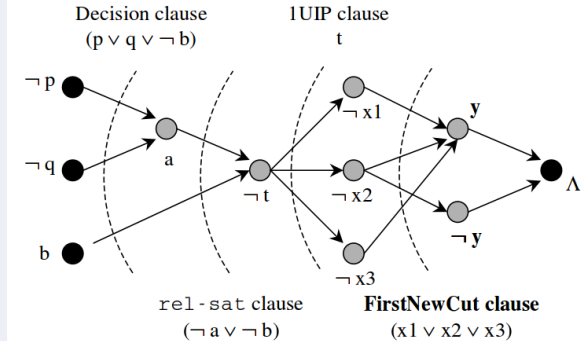 Decision clause
(p ∨ q ∨ ¬ b)
1UIP clause
t
¬ p
¬ x1
y
¬ q
a
¬ t
¬ x2
Λ
¬ y
b
¬ x3
rel-sat clause
(¬ a ∨ ¬ b)
FirstNewCut clause
(x1 ∨ x2 ∨ x3)